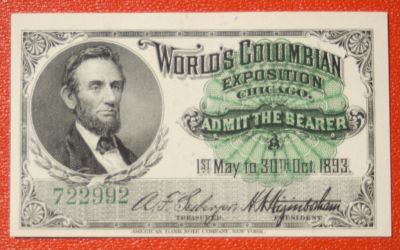 WORLD'S COLUMBIAN
EXPOSITION
CHICAGO.
ADMIT THE BEARER
1ST May to 30TH Oct. 1893.
722992
TREASURER. PRESIDENT
AMERICAN BANK NOTE COMPANY, NEW YORK.